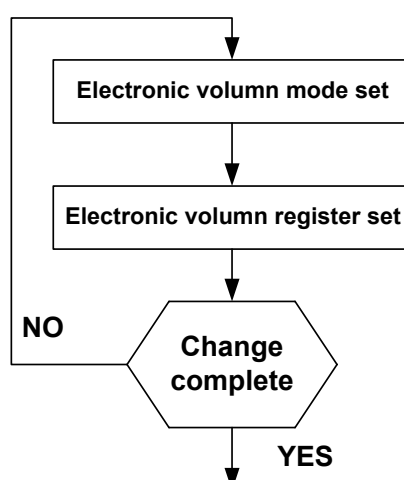 Electronic volumn mode set
Electronic volumn register set
NO
Change
complete
YES